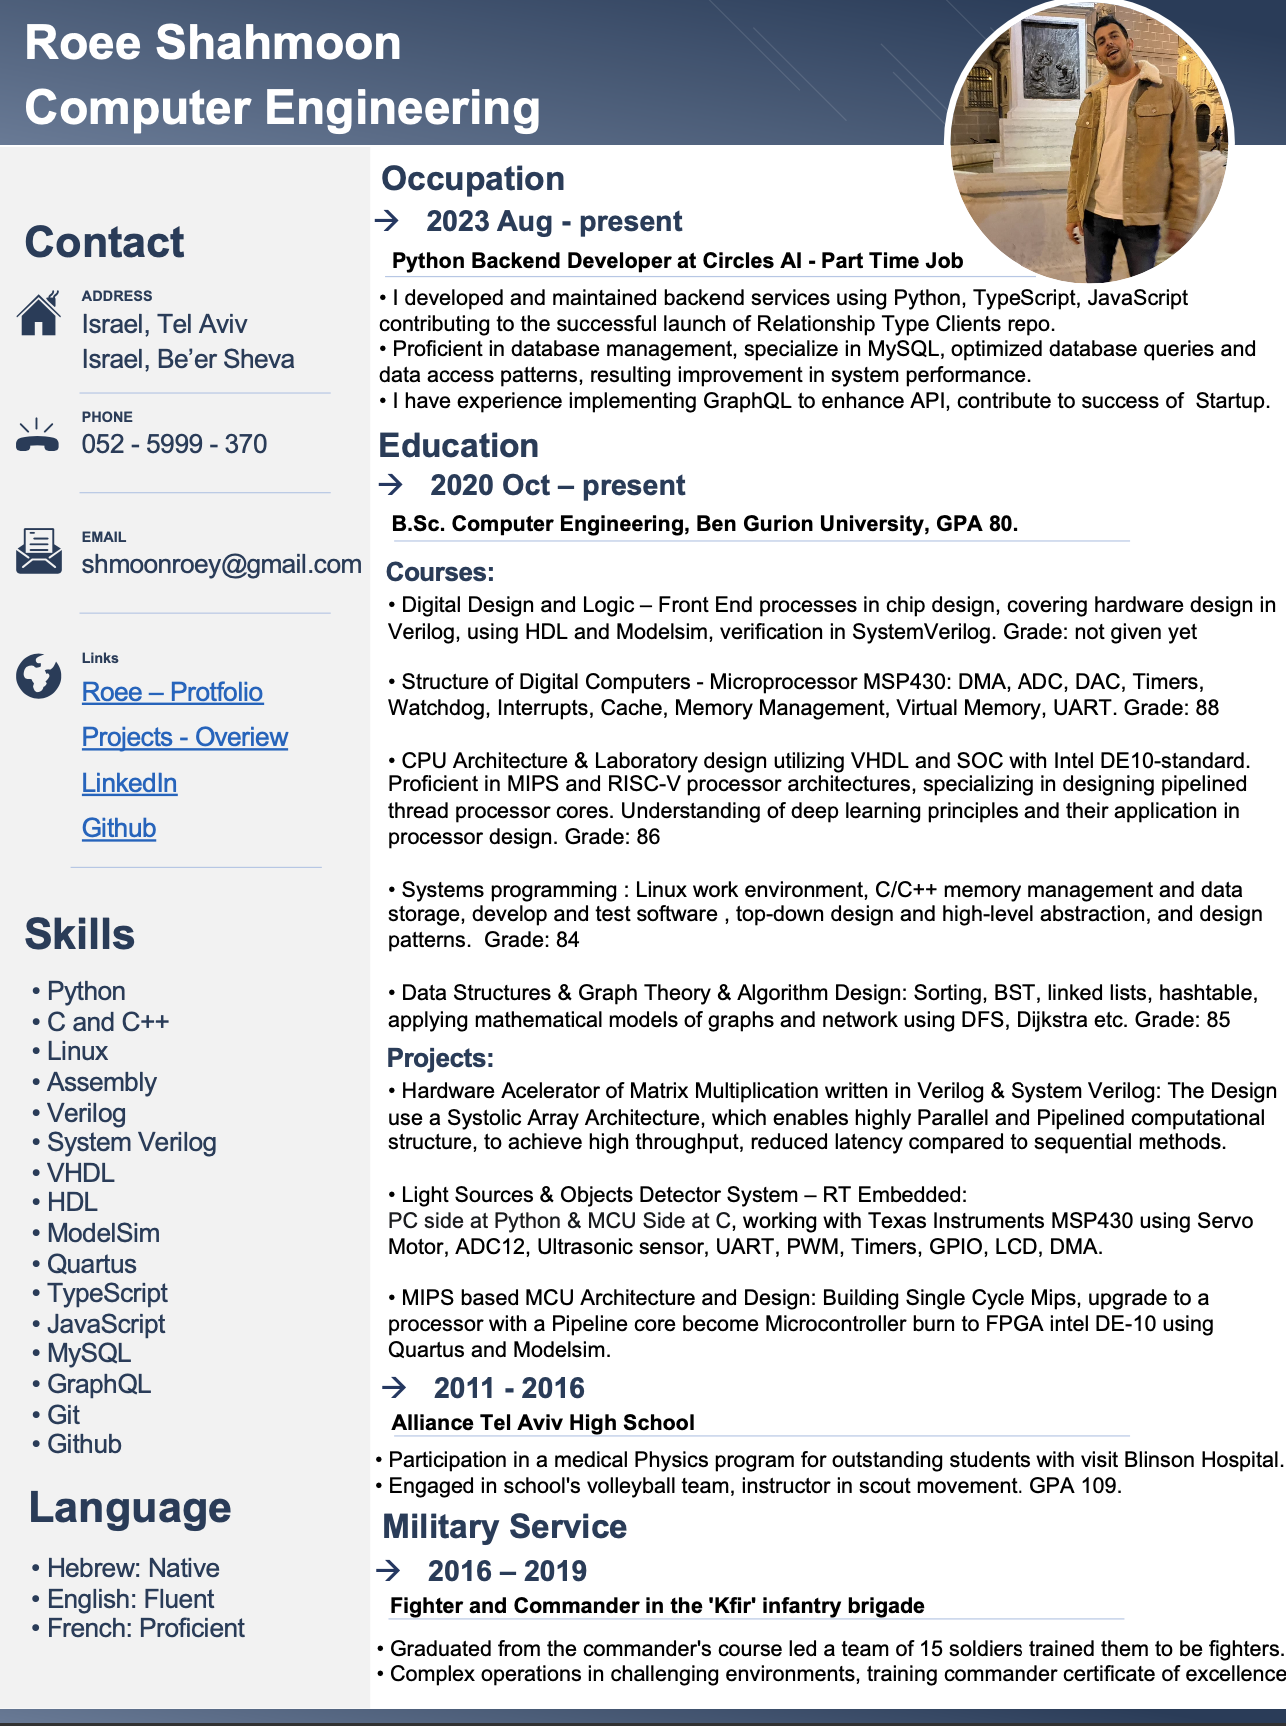 Roee Shahmoon
Computer Engineering
Contact
ADDRESS
Israel, Tel Aviv
Israel, Be’er Sheva
PHONE
052 - 5999 - 370
EMAIL
shmoonroey@gmail.com
Links
Roee – Protfolio
Projects - Overiew
LinkedIn
Github
Skills
• Python
• C and C++
• Linux
• Assembly
• Verilog
• System Verilog
• VHDL
• HDL
• ModelSim
• Quartus
• TypeScript
• JavaScript
• MySQL
• GraphQL
• Git
• Github
Language
• Hebrew: Native
• English: Fluent
• French: Proficient
Occupation
→ 2023 Aug - present
Python Backend Developer at Circles AI - Part Time Job
• I developed and maintained backend services using Python, TypeScript, JavaScript
contributing to the successful launch of Relationship Type Clients repo.
• Proficient in database management, specialize in MySQL, optimized database queries and
data access patterns, resulting improvement in system performance.
• I have experience implementing GraphQL to enhance API, contribute to success of  Startup.
Education
→ 2020 Oct – present
B.Sc. Computer Engineering, Ben Gurion University, GPA 80.
Courses:
• Digital Design and Logic – Front End processes in chip design, covering hardware design in
Verilog, using HDL and Modelsim, verification in SystemVerilog. Grade: not given yet
• Structure of Digital Computers - Microprocessor MSP430: DMA, ADC, DAC, Timers,
Watchdog, Interrupts, Cache, Memory Management, Virtual Memory, UART. Grade: 88
• CPU Architecture & Laboratory design utilizing VHDL and SOC with Intel DE10-standard.
Proficient in MIPS and RISC-V processor architectures, specializing in designing pipelined
thread processor cores. Understanding of deep learning principles and their application in
processor design. Grade: 86
• Systems programming : Linux work environment, C/C++ memory management and data
storage, develop and test software , top-down design and high-level abstraction, and design
patterns.  Grade: 84
• Data Structures & Graph Theory & Algorithm Design: Sorting, BST, linked lists, hashtable,
applying mathematical models of graphs and network using DFS, Dijkstra etc. Grade: 85
Projects:
• Hardware Acelerator of Matrix Multiplication written in Verilog & System Verilog: The Design
use a Systolic Array Architecture, which enables highly Parallel and Pipelined computational
structure, to achieve high throughput, reduced latency compared to sequential methods.
• Light Sources & Objects Detector System – RT Embedded:
PC side at Python & MCU Side at C, working with Texas Instruments MSP430 using Servo
Motor, ADC12, Ultrasonic sensor, UART, PWM, Timers, GPIO, LCD, DMA.
• MIPS based MCU Architecture and Design: Building Single Cycle Mips, upgrade to a
processor with a Pipeline core become Microcontroller burn to FPGA intel DE-10 using
Quartus and Modelsim.
→ 2011 - 2016
Alliance Tel Aviv High School
• Participation in a medical Physics program for outstanding students with visit Blinson Hospital.
• Engaged in school's volleyball team, instructor in scout movement. GPA 109.
Military Service
→ 2016 – 2019
Fighter and Commander in the 'Kfir' infantry brigade
• Graduated from the commander's course led a team of 15 soldiers trained them to be fighters.
• Complex operations in challenging environments, training commander certificate of excellence